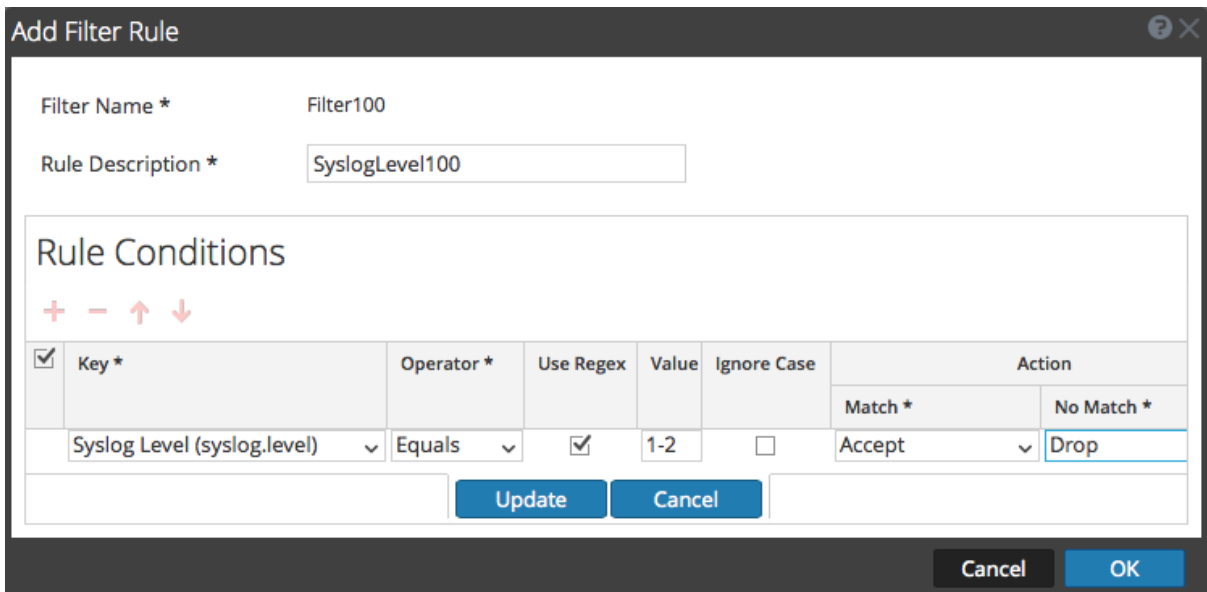 Add Filter Rule
Filter Name * Filter100
Rule Description * SyslogLevel100
Rule Conditions
Key * Operator * Use Regex Value Ignore Case Action
Match * No Match *
Syslog Level (syslog.level) Equals 1-2 Accept Drop
Update Cancel
Cancel OK